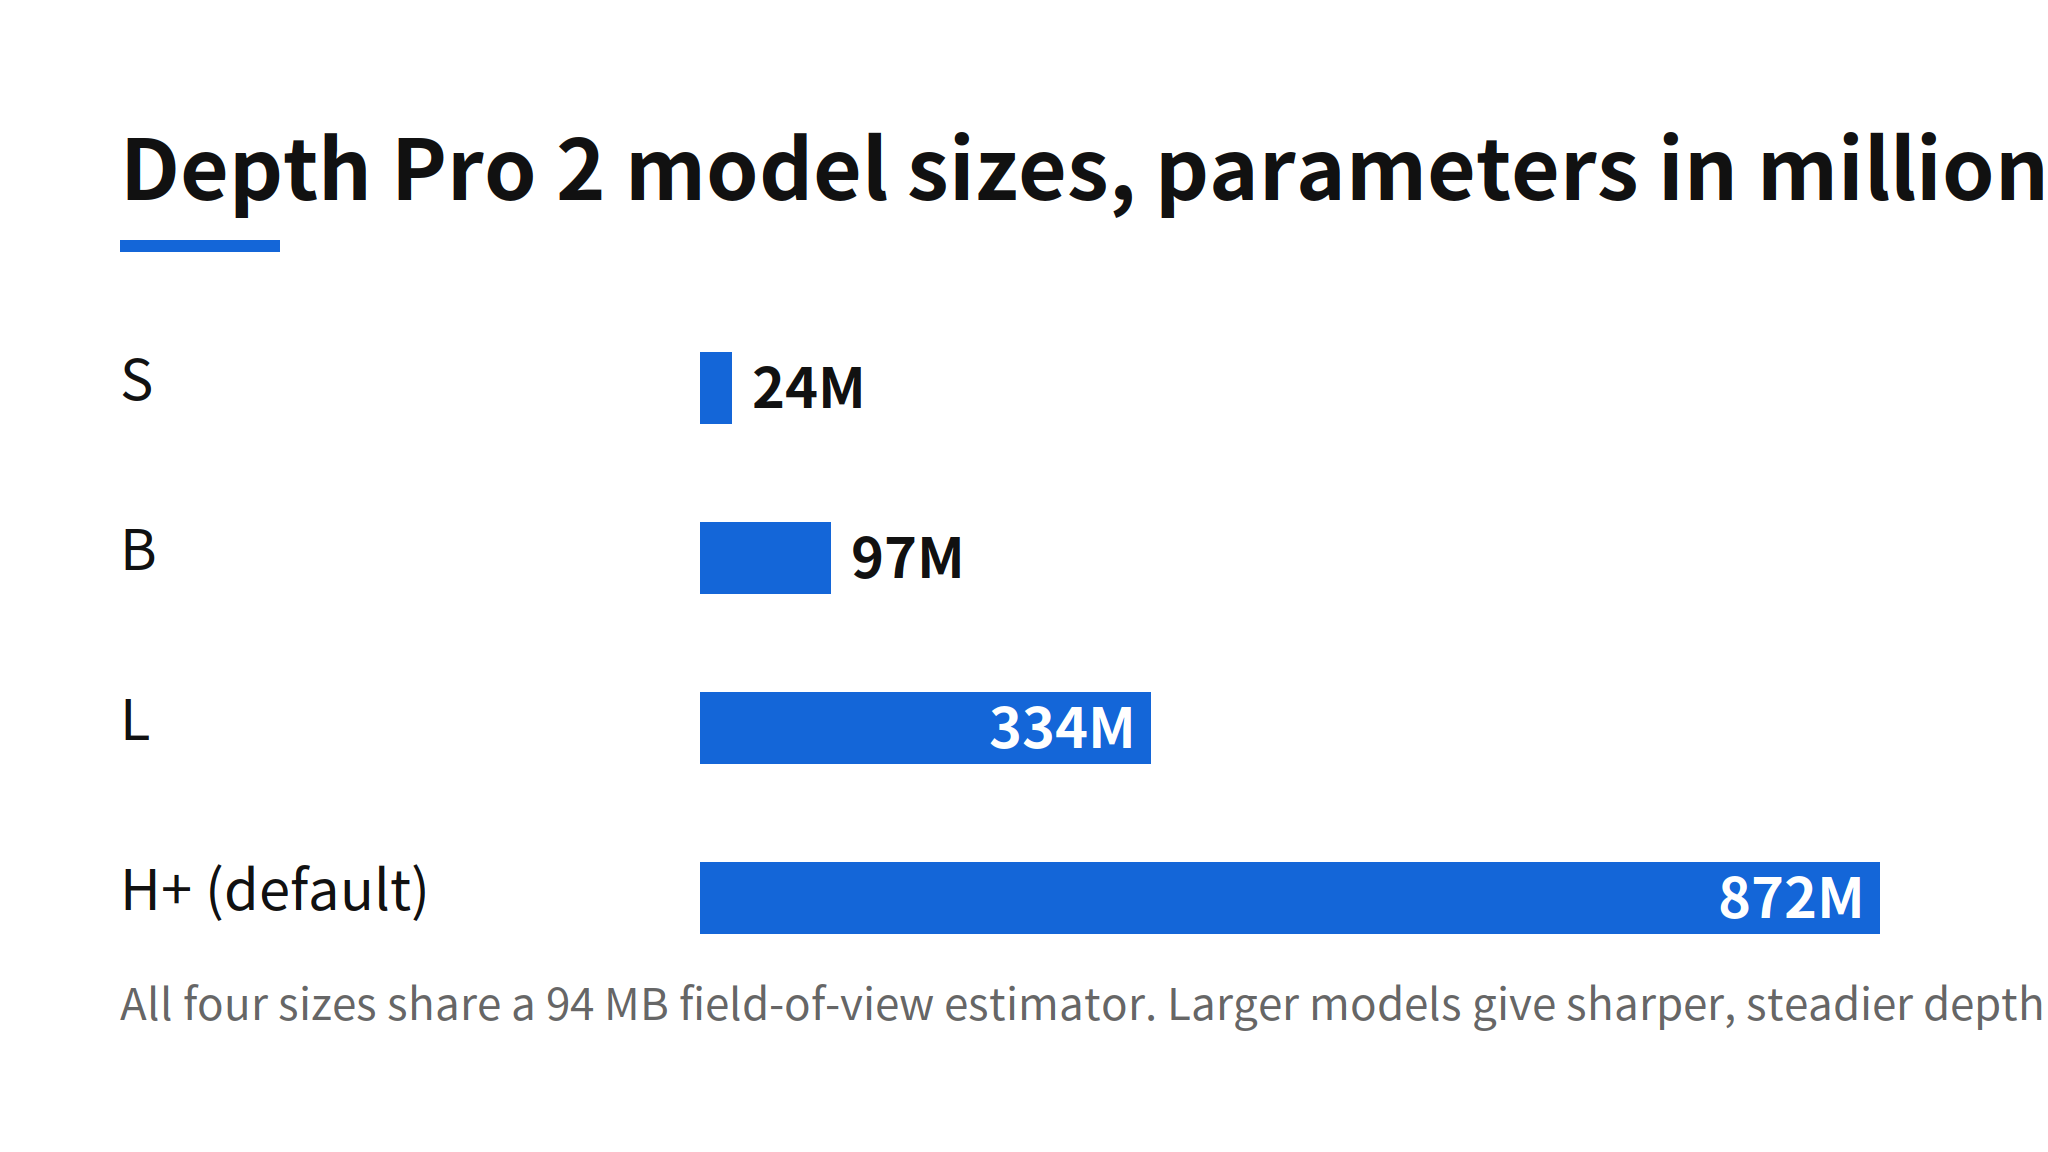 Depth Pro 2 model sizes, parameters in million
S
24M
B
97M
L
334M
H+ (default)
872M
All four sizes share a 94 MB field-of-view estimator. Larger models give sharper, steadier depth